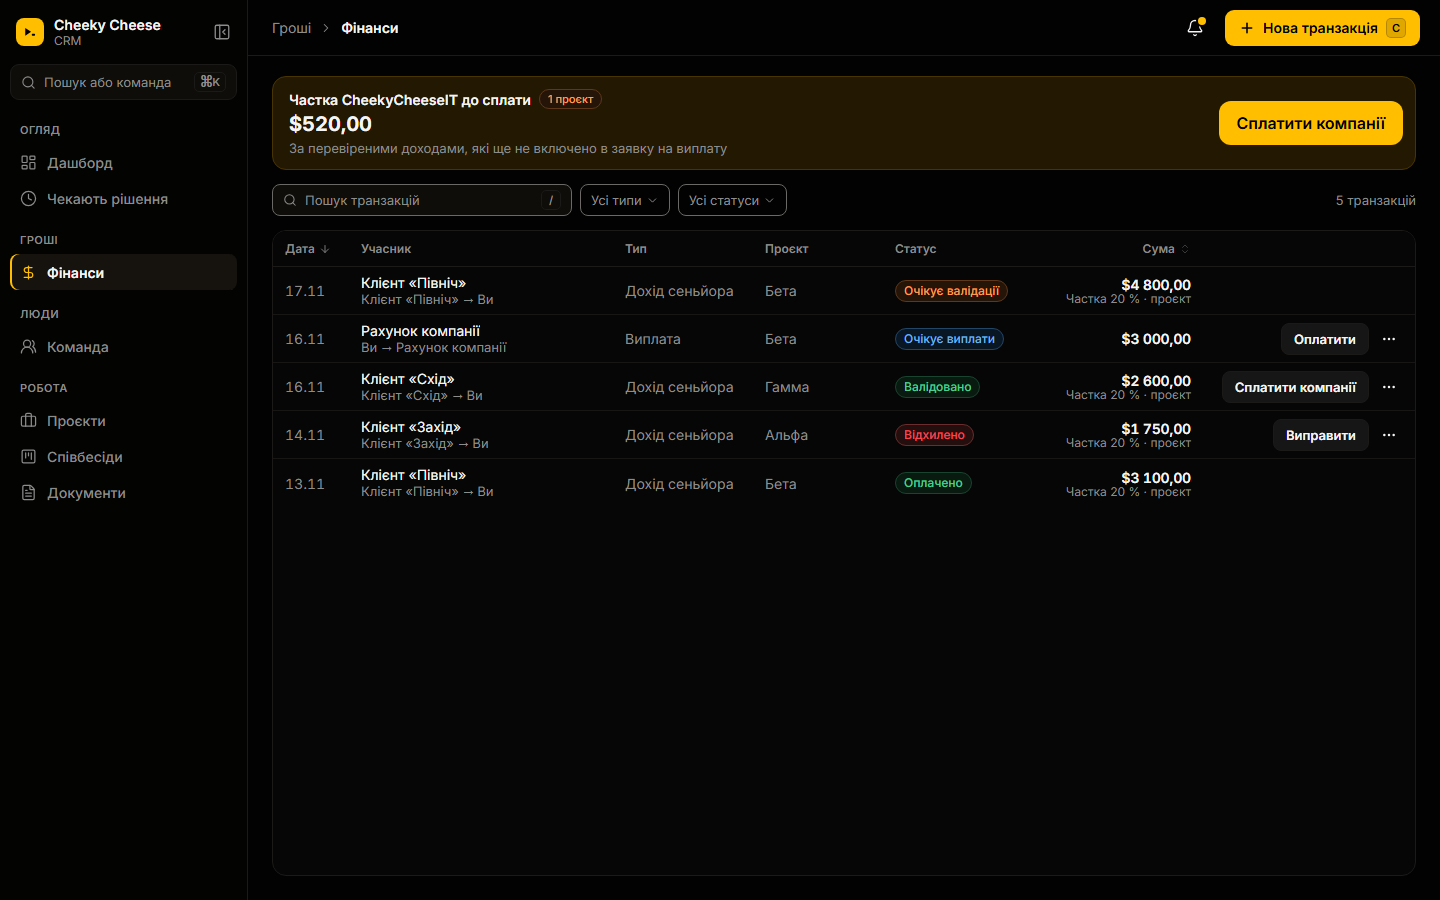 Cheeky Cheese
CRM
Пошук або команда ⌘K
ОГЛЯД
Дашборд
Чекають рішення
ГРОШІ
Фінанси
ЛЮДИ
Команда
РОБОТА
Проєкти
Співбесіди
Документи
Гроші > Фінанси
+ Нова транзакція C
Частка CheekyCheeseIT до сплати 1 проєкт
$520,00
За перевіреними доходами, які ще не включено в заявку на виплату
Сплатити компанії
Пошук транзакцій /
Усі типи
Усі статуси
5 транзакцій
Дата ↓ Учасник Тип Проєкт Статус Сума
17.11 Клієнт «Північ» Дохід сеньйора Бета Очікує валідації $4 800,00
Клієнт «Північ» → Ви Частка 20 % · проєкт
16.11 Рахунок компанії Виплата Бета Очікує виплати $3 000,00 Оплатити ···
Ви → Рахунок компанії
16.11 Клієнт «Схід» Дохід сеньйора Гамма Валідовано $2 600,00 Сплатити компанії ···
Клієнт «Схід» → Ви Частка 20 % · проєкт
14.11 Клієнт «Захід» Дохід сеньйора Альфа Відхилено $1 750,00 Виправити ···
Клієнт «Захід» → Ви Частка 20 % · проєкт
13.11 Клієнт «Північ» Дохід сеньйора Бета Оплачено $3 100,00
Клієнт «Північ» → Ви Частка 20 % · проєкт